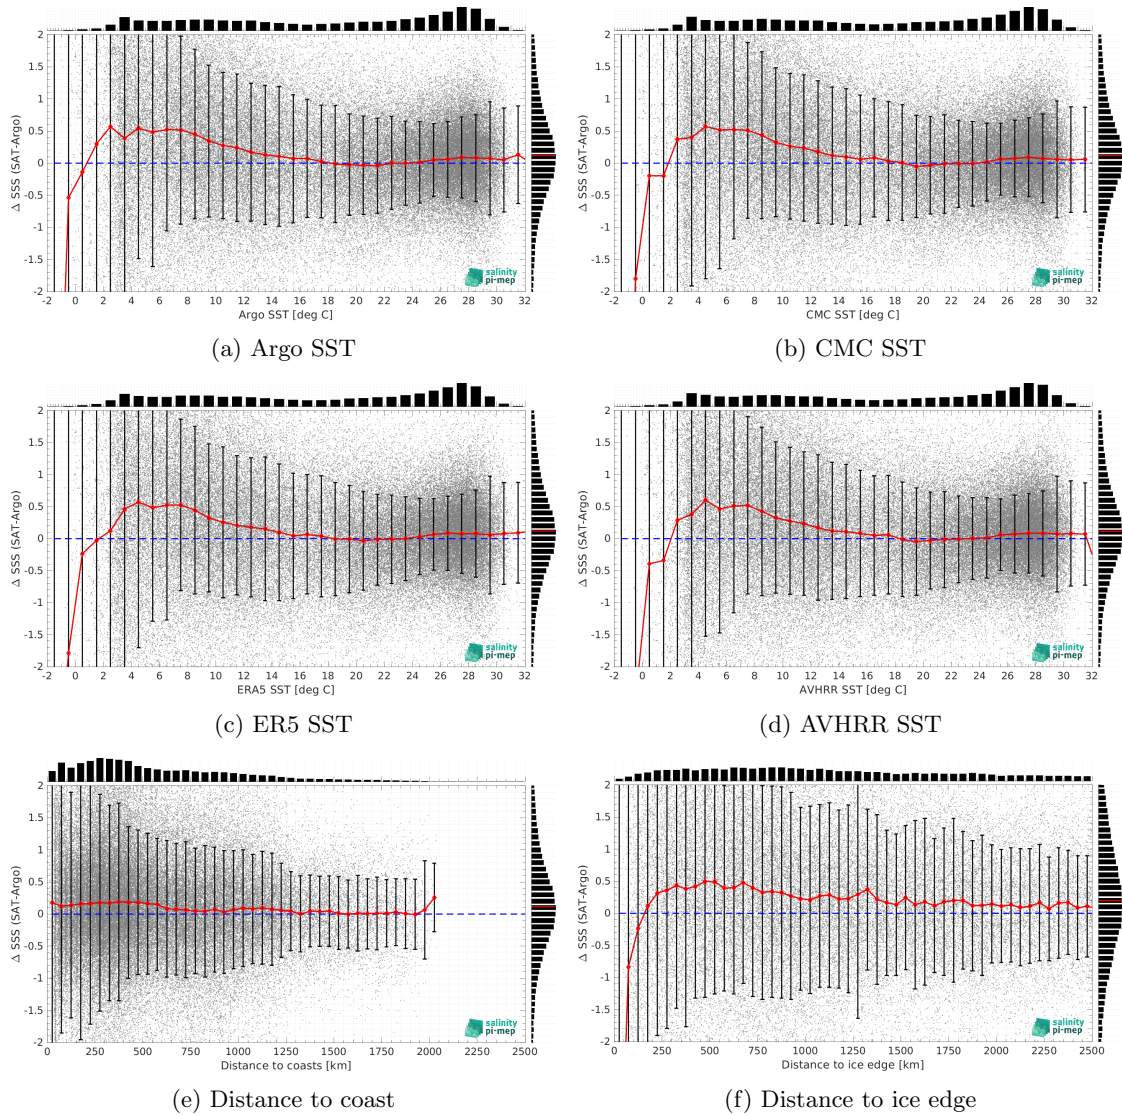 2
1.5
1
0.5
0
-0.5
-1
-1.5
-2
Δ SSS (SAT-Argo)
-2 0 2 4 6 8 10 12 14 16 18 20 22 24 26 28 30 32
Argo SST [deg C]
salinity
pi-mep
(a) Argo SST
2
1.5
1
0.5
0
-0.5
-1
-1.5
-2
Δ SSS (SAT-Argo)
-2 0 2 4 6 8 10 12 14 16 18 20 22 24 26 28 30 32
CMC SST [deg C]
salinity
pi-mep
(b) CMC SST
2
1.5
1
0.5
0
-0.5
-1
-1.5
-2
Δ SSS (SAT-Argo)
-2 0 2 4 6 8 10 12 14 16 18 20 22 24 26 28 30 32
ERA5 SST [deg C]
salinity
pi-mep
(c) ER5 SST
2
1.5
1
0.5
0
-0.5
-1
-1.5
-2
Δ SSS (SAT-Argo)
-2 0 2 4 6 8 10 12 14 16 18 20 22 24 26 28 30 32
AVHRR SST [deg C]
salinity
pi-mep
(d) AVHRR SST
2
1.5
1
0.5
0
-0.5
-1
-1.5
-2
Δ SSS (SAT-Argo)
0 250 500 750 1000 1250 1500 1750 2000 2250 2500
Distance to coasts [km]
salinity
pi-mep
(e) Distance to coast
2
1.5
1
0.5
0
-0.5
-1
-1.5
-2
Δ SSS (SAT-Argo)
0 250 500 750 1000 1250 1500 1750 2000 2250 2500
Distance to ice edge [km]
salinity
pi-mep
(f) Distance to ice edge